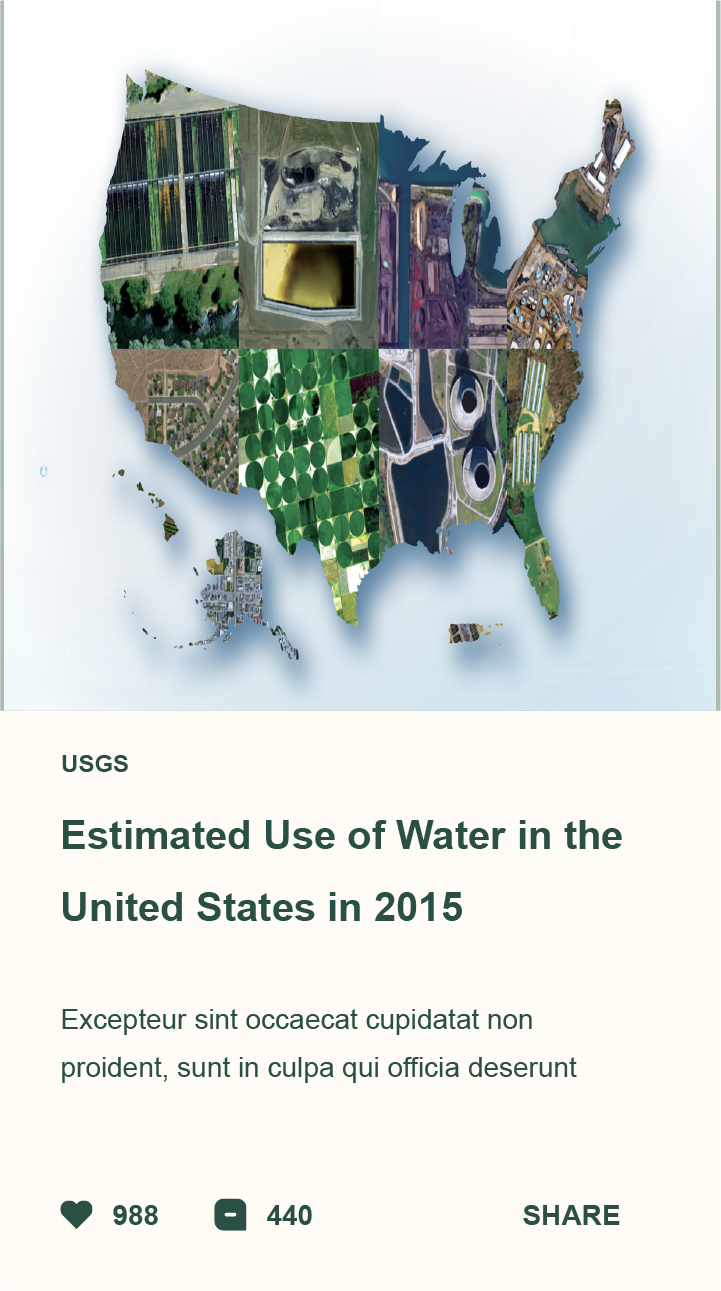 USGS
Estimated Use of Water in the
United States in 2015
Excepteur sint occaecat cupidatat non
proident, sunt in culpa qui officia deserunt
988 440 SHARE